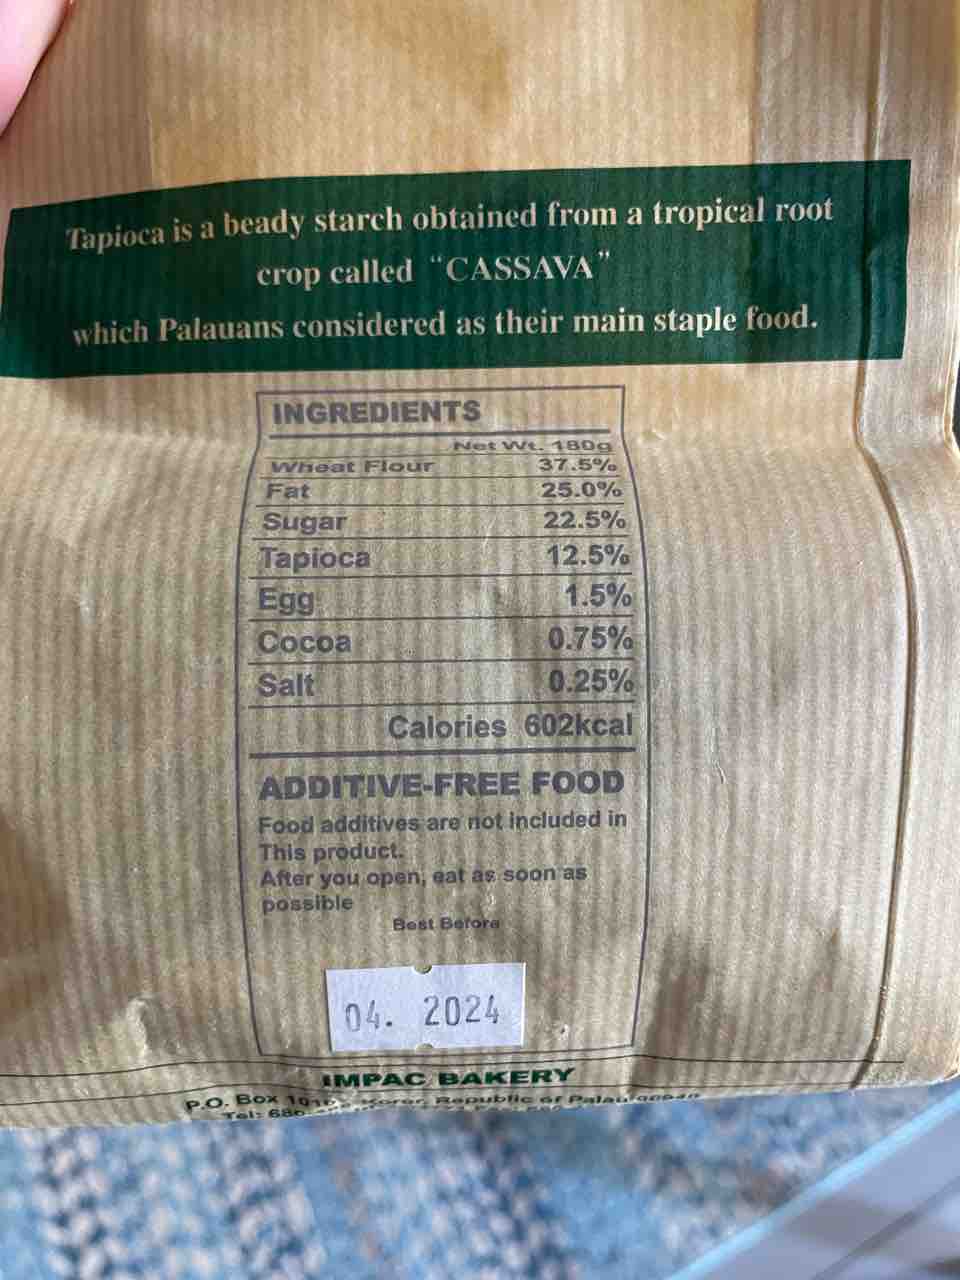 Tapioca is a beady starch obtained from a tropical root
crop called "CASSAVA"
which Palauans considered as their main staple food.
INGREDIENTS
Net Wt. 180g
Wheat Flour 37.5%
Fat 25.0%
Sugar 22.5%
Tapioca 12.5%
Egg 1.5%
Cocoa 0.75%
Salt 0.25%
Calories 602kcal
ADDITIVE-FREE FOOD
Food additives are not included in
This product.
After you open, eat as soon as
possible
Best Before
04. 2024
IMPAC BAKERY
P.O. Box Koror, Republic of Palau
Tel: 680